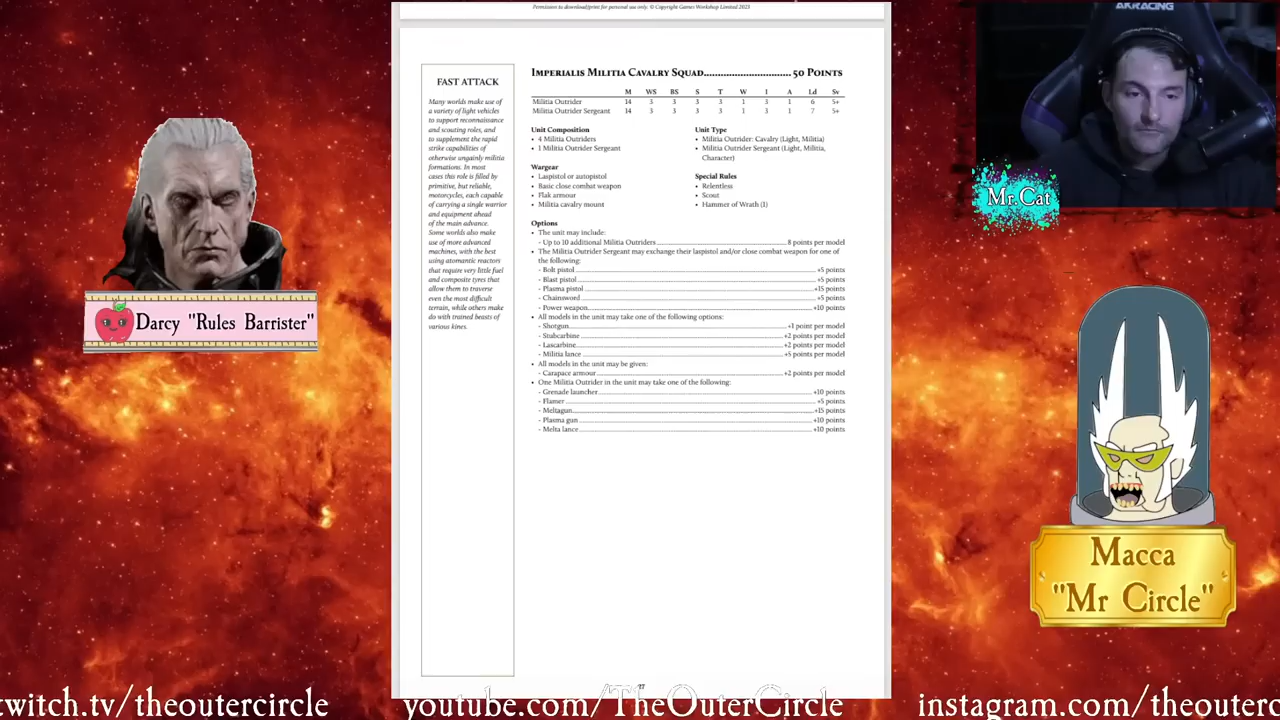 Permission to download/print for personal use only. © Copyright Games Workshop Limited 2023
AKRACING
Mr.Cat
FAST ATTACK
Many worlds make use of
a variety of light vehicles
to support reconnaissance
and scouting roles, and
to supplement the rapid
strike capabilities of
otherwise ungainly militia
formations. In most
cases this role is filled by
primitive, but reliable,
motorcycles, each capable
of carrying a single warrior
and equipment ahead
of the main advance.
Some worlds also make
use of more advanced
machines, with the best
using atomantic reactors
that require very little fuel
and composite tyres that
allow them to traverse
even the most difficult
terrain, while others make
do with trained beasts of
various kinds.
Imperialis Militia Cavalry Squad............................. 50 Points
M WS BS S T W I A Ld Sv
Militia Outrider 14 3 3 3 3 1 3 1 6 5+
Militia Outrider Sergeant 14 3 3 3 3 1 3 1 7 5+
Unit Composition
• 4 Militia Outriders
• 1 Militia Outrider Sergeant
Unit Type
• Militia Outrider: Cavalry (Light, Militia)
• Militia Outrider Sergeant (Light, Militia,
Character)
Wargear
• Laspistol or autopistol
• Basic close combat weapon
• Flak armour
• Militia cavalry mount
Special Rules
• Relentless
• Scout
• Hammer of Wrath (1)
Options
• The unit may include:
- Up to 10 additional Militia Outriders 8 points per model
• The Militia Outrider Sergeant may exchange their laspistol and/or close combat weapon for one of
the following:
- Bolt pistol +5 points
- Blast pistol +5 points
- Plasma pistol +15 points
- Chainsword +5 points
- Power weapon +10 points
• All models in the unit may take one of the following options:
- Shotgun +1 point per model
- Stubcarbine +2 points per model
- Lascarbine +2 points per model
- Militia lance +5 points per model
• All models in the unit may be given:
- Carapace armour +2 points per model
• One Militia Outrider in the unit may take one of the following:
- Grenade launcher +10 points
- Flamer +5 points
- Meltagun +15 points
- Plasma gun +10 points
- Melta lance +10 points
27
Darcy "Rules Barrister"
Macca
"Mr Circle"
twitch.tv/theoutercircle
youtube.com/TheOuterCircle
instagram.com/theouterc